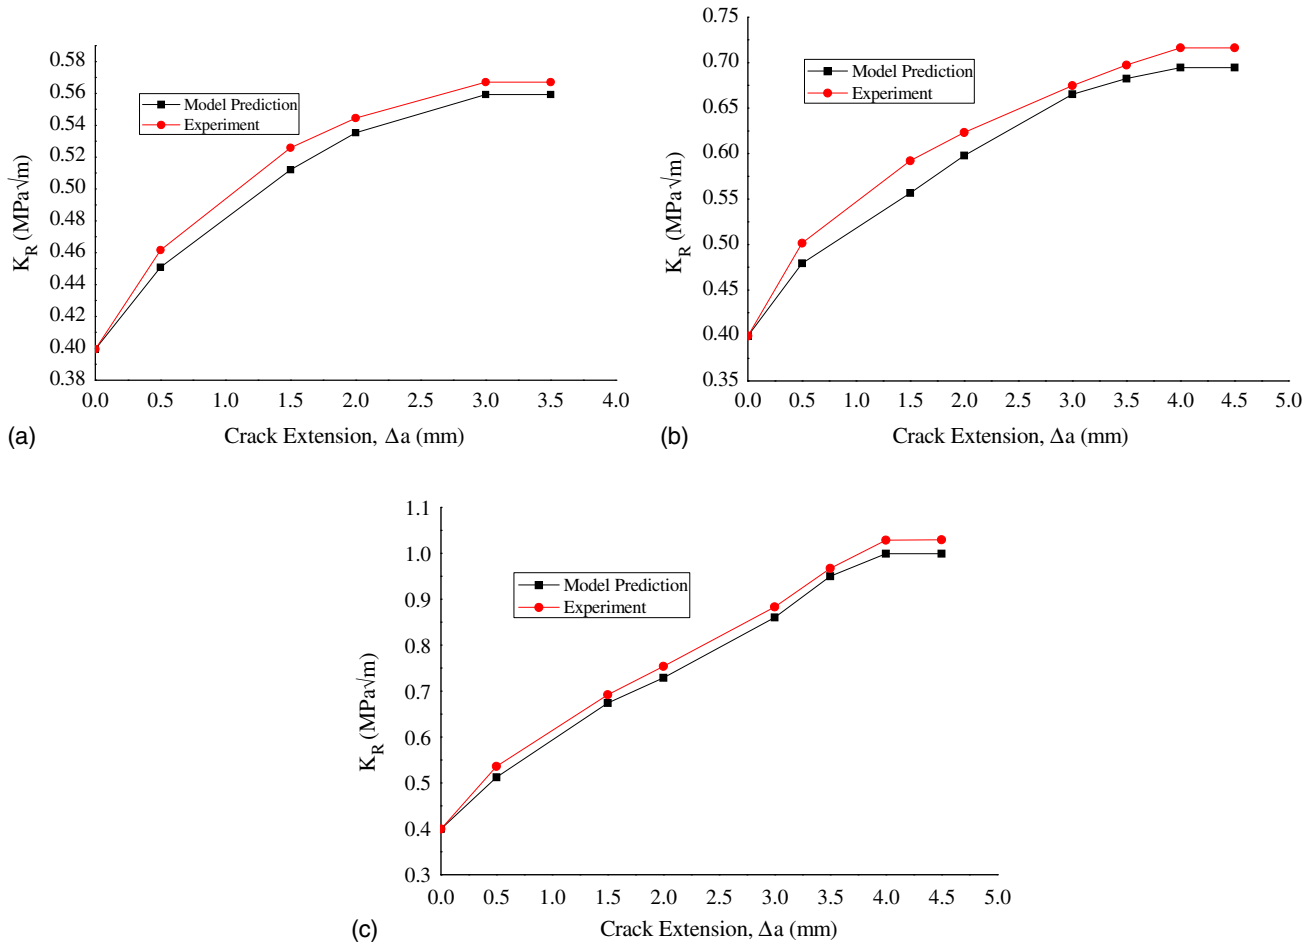 0.58
0.56
0.54
0.52
0.50
0.48
0.46
0.44
0.42
0.40
0.38
K_R (MPa√m)
Model Prediction
Experiment
0.0 0.5 1.0 1.5 2.0 2.5 3.0 3.5 4.0
Crack Extension, Δa (mm)
(a)
0.75
0.70
0.65
0.60
0.55
0.50
0.45
0.40
0.35
K_R (MPa√m)
Model Prediction
Experiment
0.0 0.5 1.0 1.5 2.0 2.5 3.0 3.5 4.0 4.5 5.0
Crack Extension, Δa (mm)
(b)
1.1
1.0
0.9
0.8
0.7
0.6
0.5
0.4
0.3
K_R (MPa√m)
Model Prediction
Experiment
0.0 0.5 1.0 1.5 2.0 2.5 3.0 3.5 4.0 4.5 5.0
Crack Extension, Δa (mm)
(c)